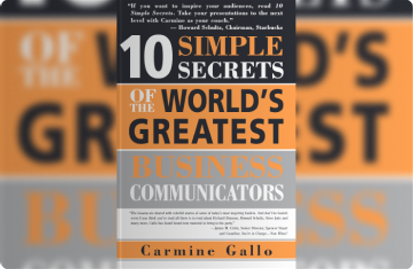 "If you want to inspire your audiences, read 10
Simple Secrets. Take your presentations to the next
level with Carmine as your coach."
— Howard Schultz, Chairman, Starbucks
10 SIMPLE
SECRETS
OF THE WORLD'S
GREATEST
BUSINESS
COMMUNICATORS
Carmine Gallo